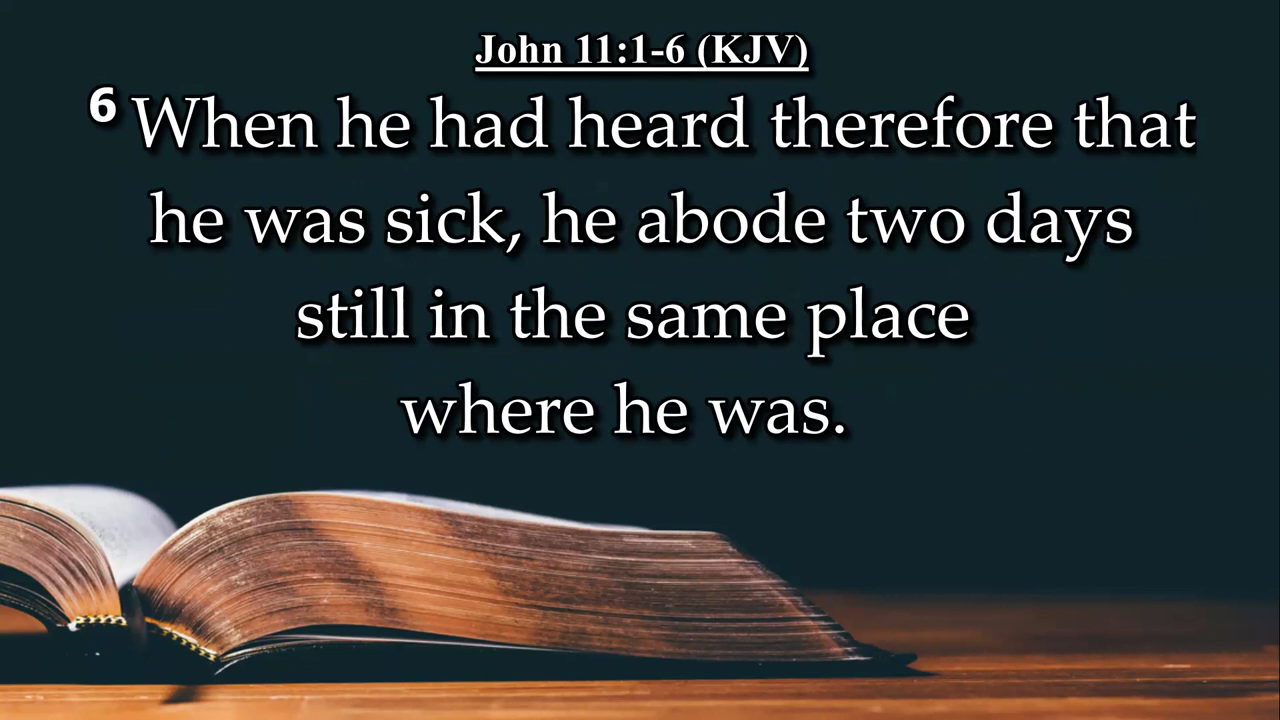 John 11:1-6 (KJV)
6 When he had heard therefore that
he was sick, he abode two days
still in the same place
where he was.